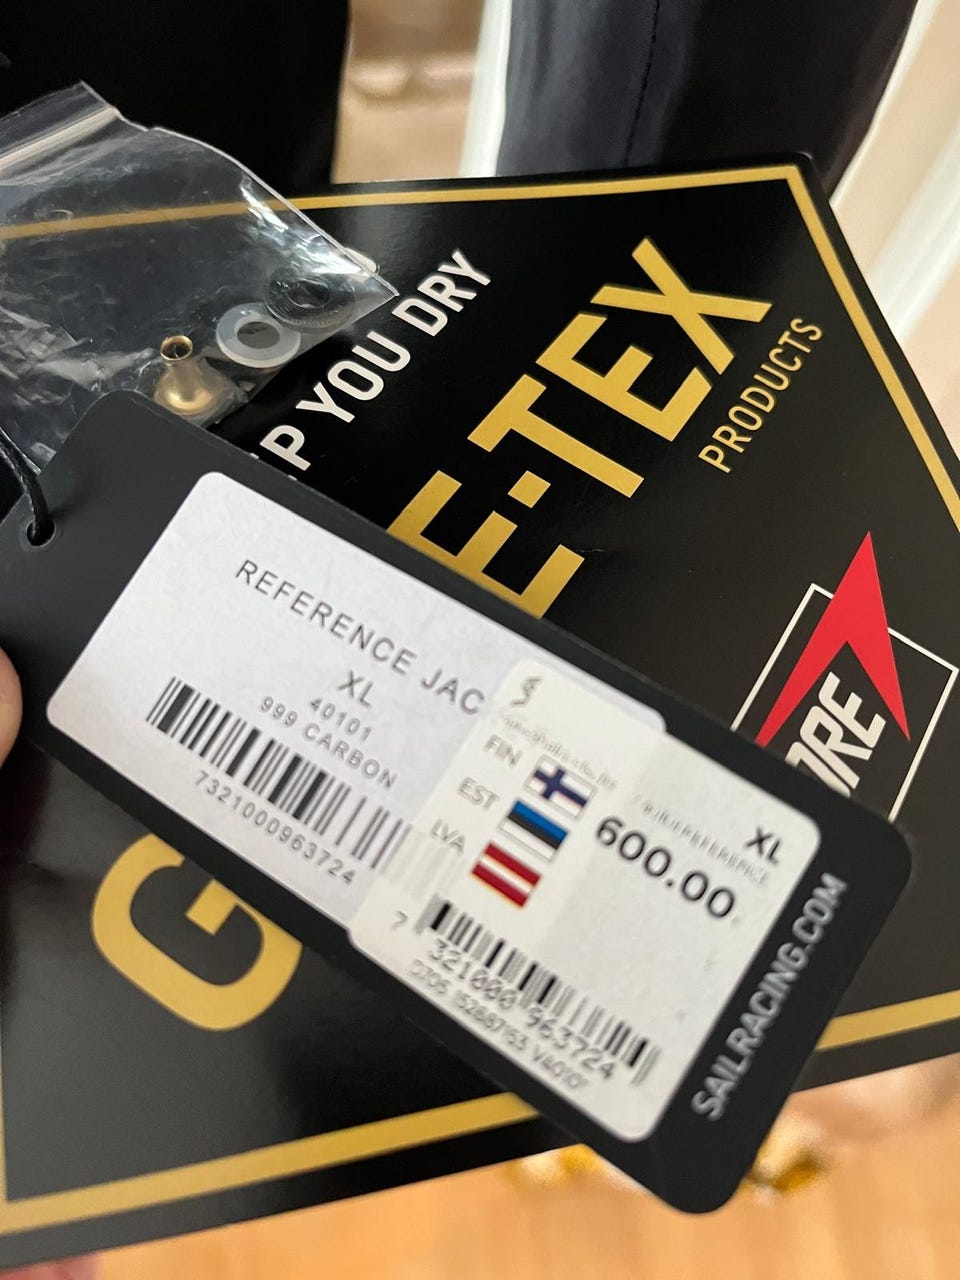 P YOU DRY
E-TEX
PRODUCTS
G
ORE
REFERENCE JAC
XL
40101
999 CARBON
7321000963724
FIN
EST
LVA
XL
600.00
7 321000 963724
SAILRACING.COM